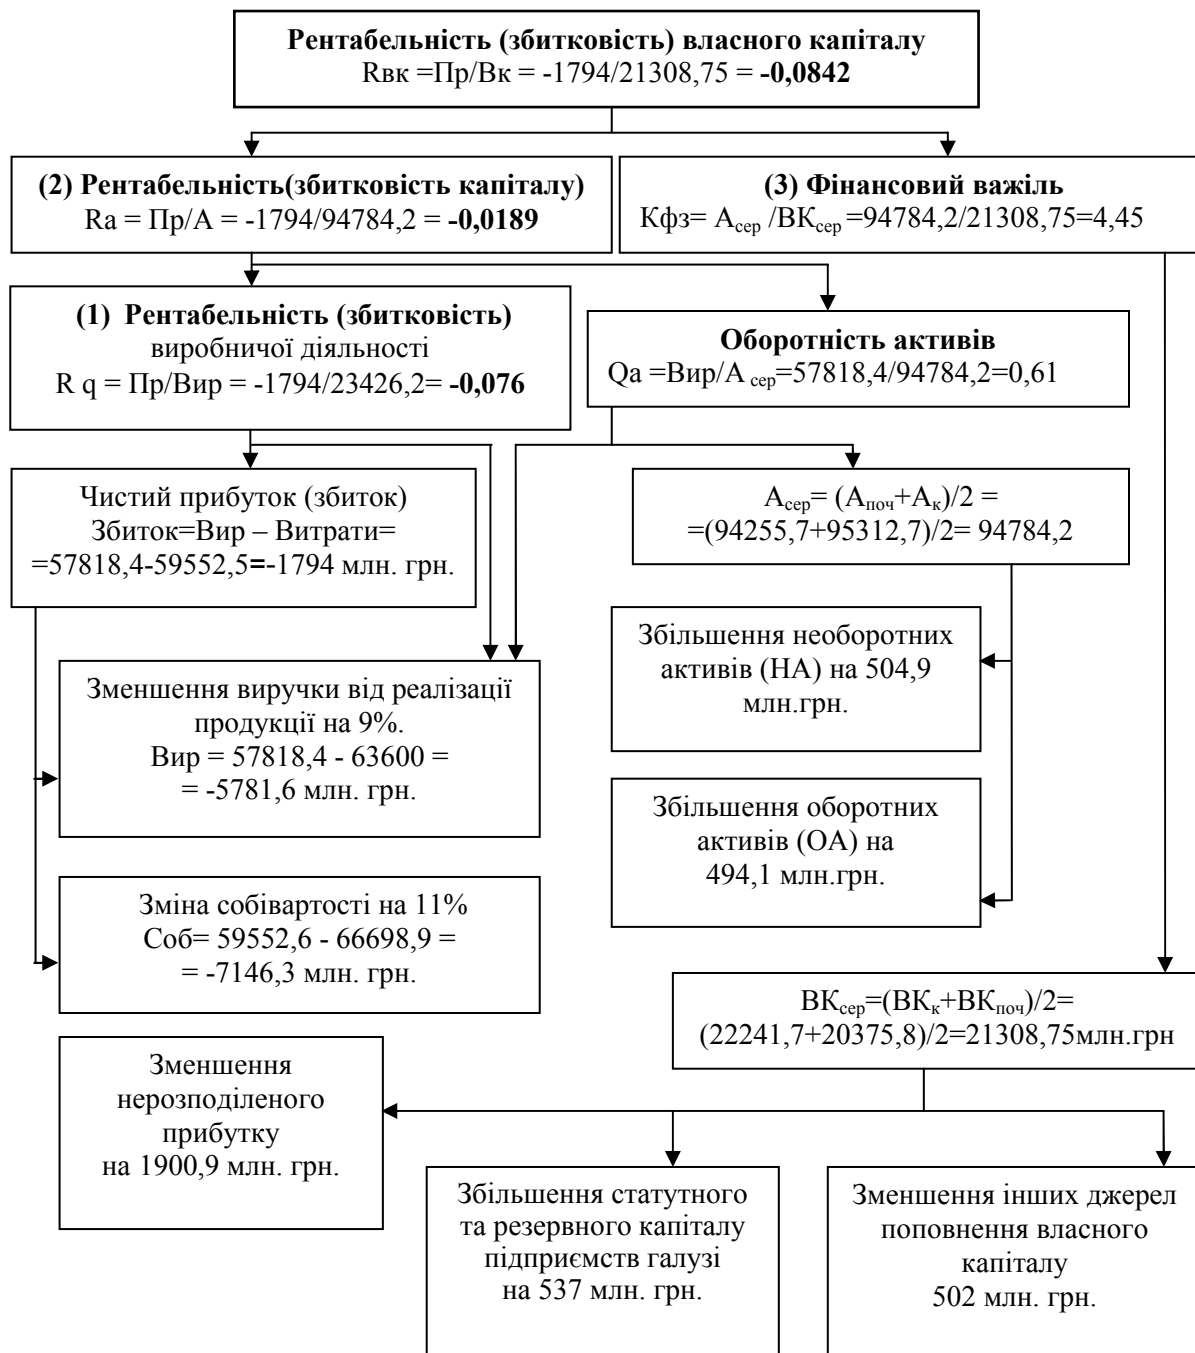 Рентабельність (збитковість) власного капіталу
Rвк =Пр/Вк = -1794/21308,75 = -0,0842
(2) Рентабельність(збитковість капіталу)
Ra = Пр/А = -1794/94784,2 = -0,0189
(3) Фінансовий важіль
Кфз= Асер /ВКсер =94784,2/21308,75=4,45
(1) Рентабельність (збитковість)
виробничої діяльності
R q = Пр/Вир = -1794/23426,2= -0,076
Оборотність активів
Qa =Вир/А сер=57818,4/94784,2=0,61
Чистий прибуток (збиток)
Збиток=Вир – Витрати=
=57818,4-59552,5=-1794 млн. грн.
Асер= (Апоч+Ак)/2 =
=(94255,7+95312,7)/2= 94784,2
Збільшення необоротних
активів (НА) на 504,9
млн.грн.
Зменшення виручки від реалізації
продукції на 9%.
Вир = 57818,4 - 63600 =
= -5781,6 млн. грн.
Збільшення оборотних
активів (ОА) на
494,1 млн.грн.
Зміна собівартості на 11%
Соб= 59552,6 - 66698,9 =
= -7146,3 млн. грн.
ВКсер=(ВКк+ВКпоч)/2=
(22241,7+20375,8)/2=21308,75млн.грн
Зменшення
нерозподіленого
прибутку
на 1900,9 млн. грн.
Збільшення статутного
та резервного капіталу
підприємств галузі
на 537 млн. грн.
Зменшення інших джерел
поповнення власного
капіталу
502 млн. грн.